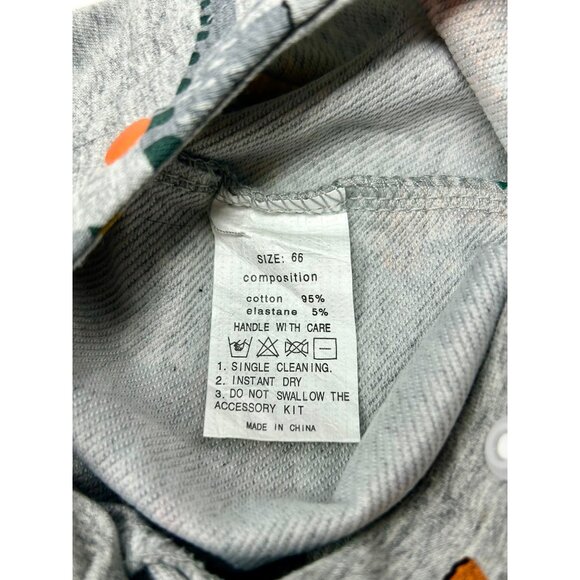 SIZE: 66
composition
cotton 95%
elastane 5%
HANDLE WITH CARE
1. SINGLE CLEANING.
2. INSTANT DRY
3. DO NOT SWALLOW THE
ACCESSORY KIT
MADE IN CHINA